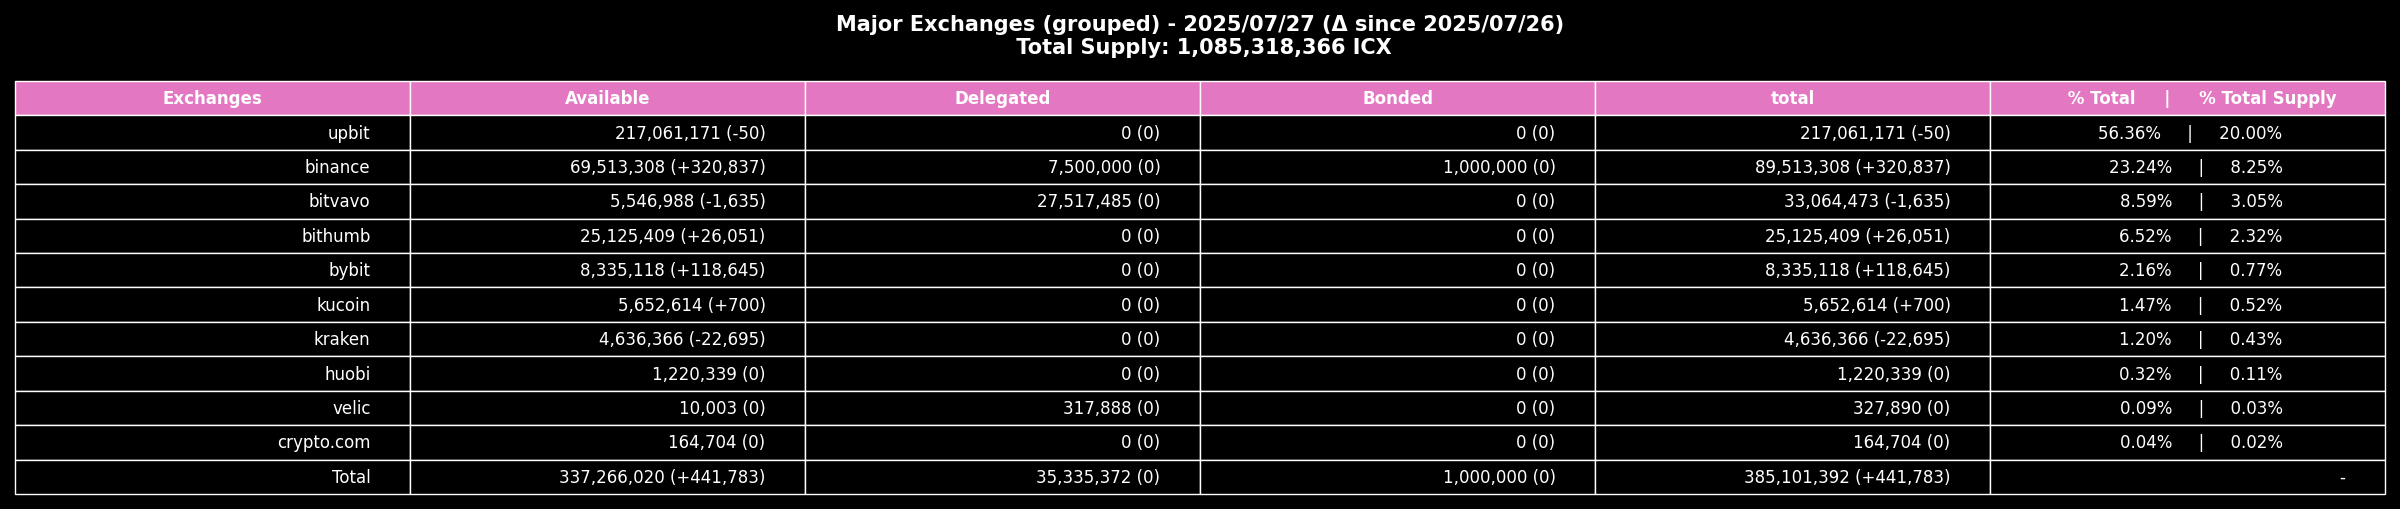 Major Exchanges (grouped) - 2025/07/27 (Δ since 2025/07/26)
Total Supply: 1,085,318,366 ICX
Exchanges Available Delegated Bonded total % Total | % Total Supply
upbit 217,061,171 (-50) 0 (0) 0 (0) 217,061,171 (-50) 56.36% | 20.00%
binance 69,513,308 (+320,837) 7,500,000 (0) 1,000,000 (0) 89,513,308 (+320,837) 23.24% | 8.25%
bitvavo 5,546,988 (-1,635) 27,517,485 (0) 0 (0) 33,064,473 (-1,635) 8.59% | 3.05%
bithumb 25,125,409 (+26,051) 0 (0) 0 (0) 25,125,409 (+26,051) 6.52% | 2.32%
bybit 8,335,118 (+118,645) 0 (0) 0 (0) 8,335,118 (+118,645) 2.16% | 0.77%
kucoin 5,652,614 (+700) 0 (0) 0 (0) 5,652,614 (+700) 1.47% | 0.52%
kraken 4,636,366 (-22,695) 0 (0) 0 (0) 4,636,366 (-22,695) 1.20% | 0.43%
huobi 1,220,339 (0) 0 (0) 0 (0) 1,220,339 (0) 0.32% | 0.11%
velic 10,003 (0) 317,888 (0) 0 (0) 327,890 (0) 0.09% | 0.03%
crypto.com 164,704 (0) 0 (0) 0 (0) 164,704 (0) 0.04% | 0.02%
Total 337,266,020 (+441,783) 35,335,372 (0) 1,000,000 (0) 385,101,392 (+441,783) -